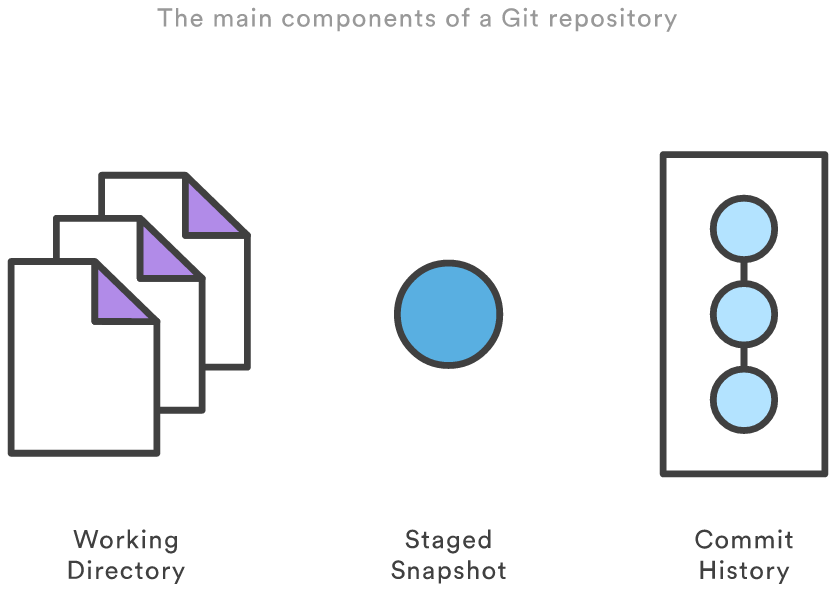 The main components of a Git repository
Working
Directory
Staged
Snapshot
Commit
History